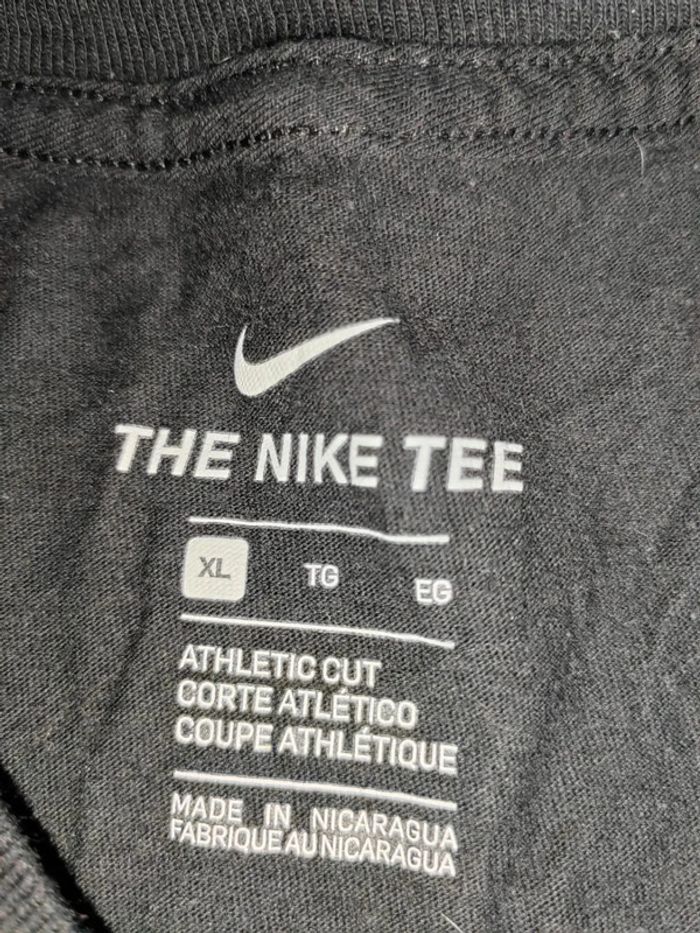 THE NIKE TEE
XL TG EG
ATHLETIC CUT
CORTE ATLÉTICO
COUPE ATHLÉTIQUE
MADE IN NICARAGUA
FABRIQUE AU NICARAGUA